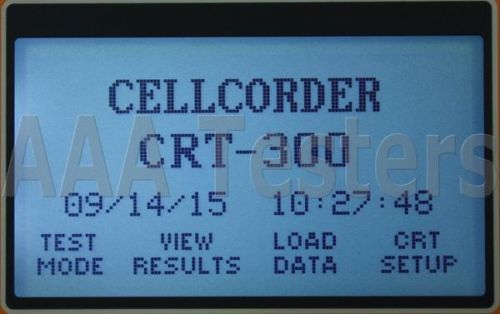 CELLCORDER
CRT-300
AAA Testers
09/14/15 10:27:48
TEST MODE VIEW RESULTS LOAD DATA CRT SETUP